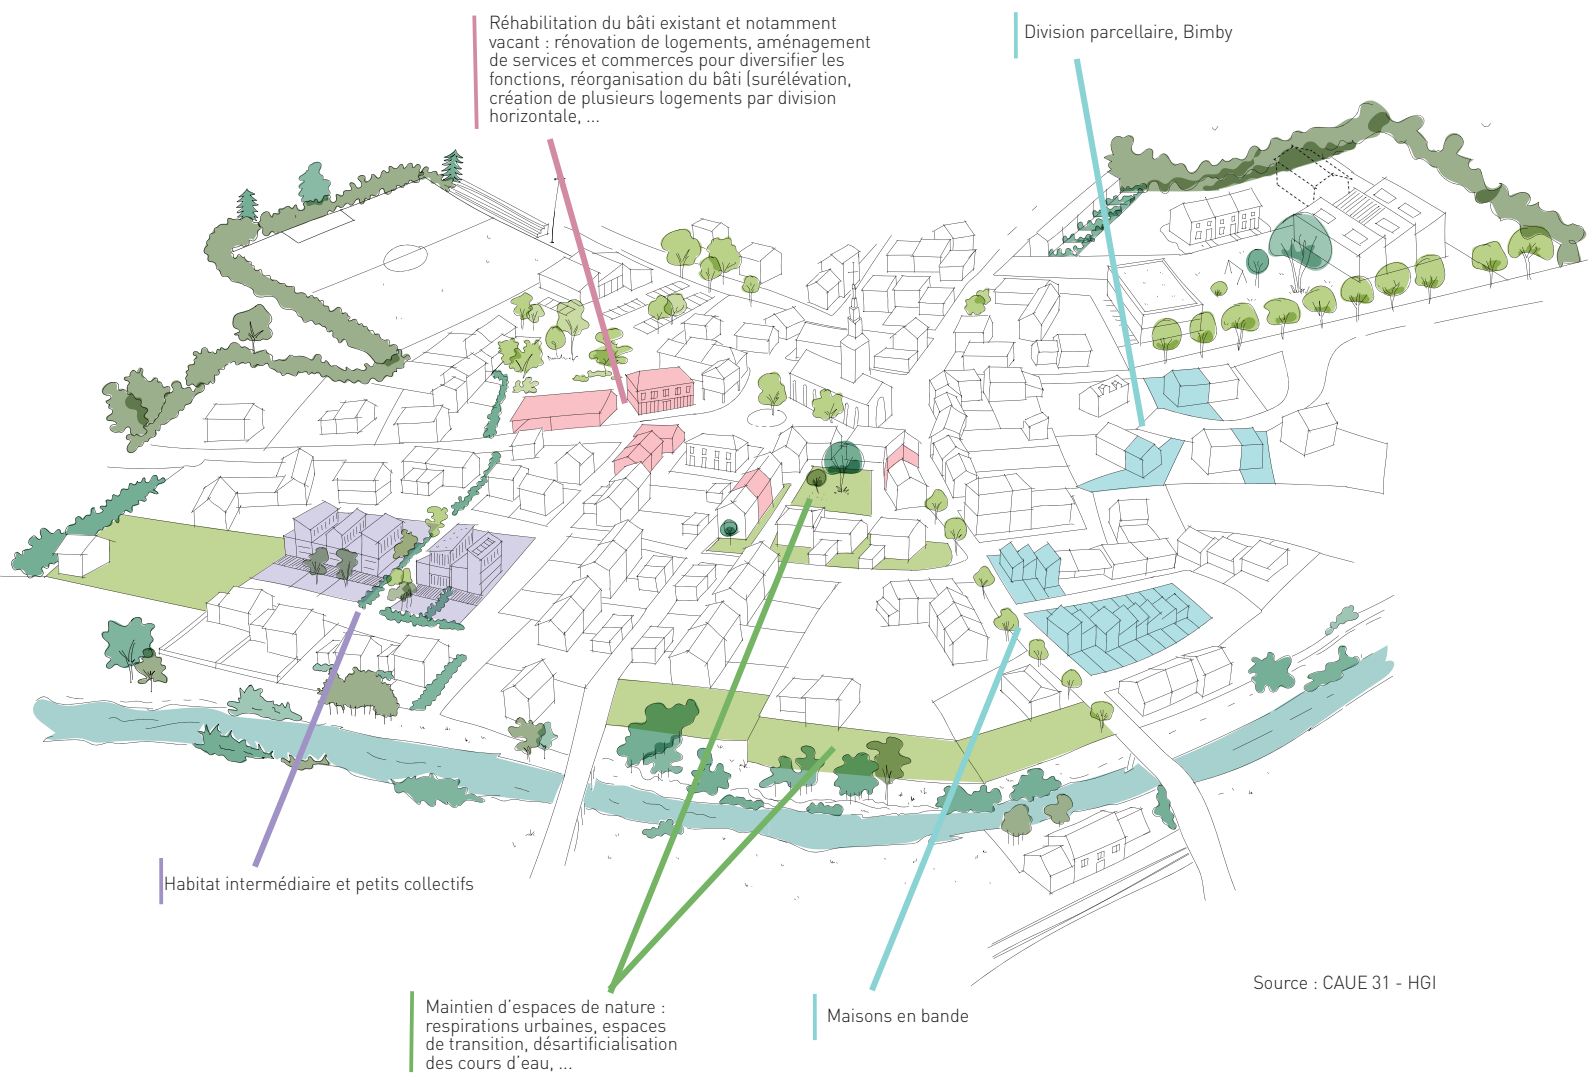 Réhabilitation du bâti existant et notamment
vacant : rénovation de logements, aménagement
de services et commerces pour diversifier les
fonctions, réorganisation du bâti (surélévation,
création de plusieurs logements par division
horizontale, ...
Division parcellaire, Bimby
Habitat intermédiaire et petits collectifs
Maintien d'espaces de nature :
respirations urbaines, espaces
de transition, désartificialisation
des cours d'eau, ...
Maisons en bande
Source : CAUE 31 - HGI